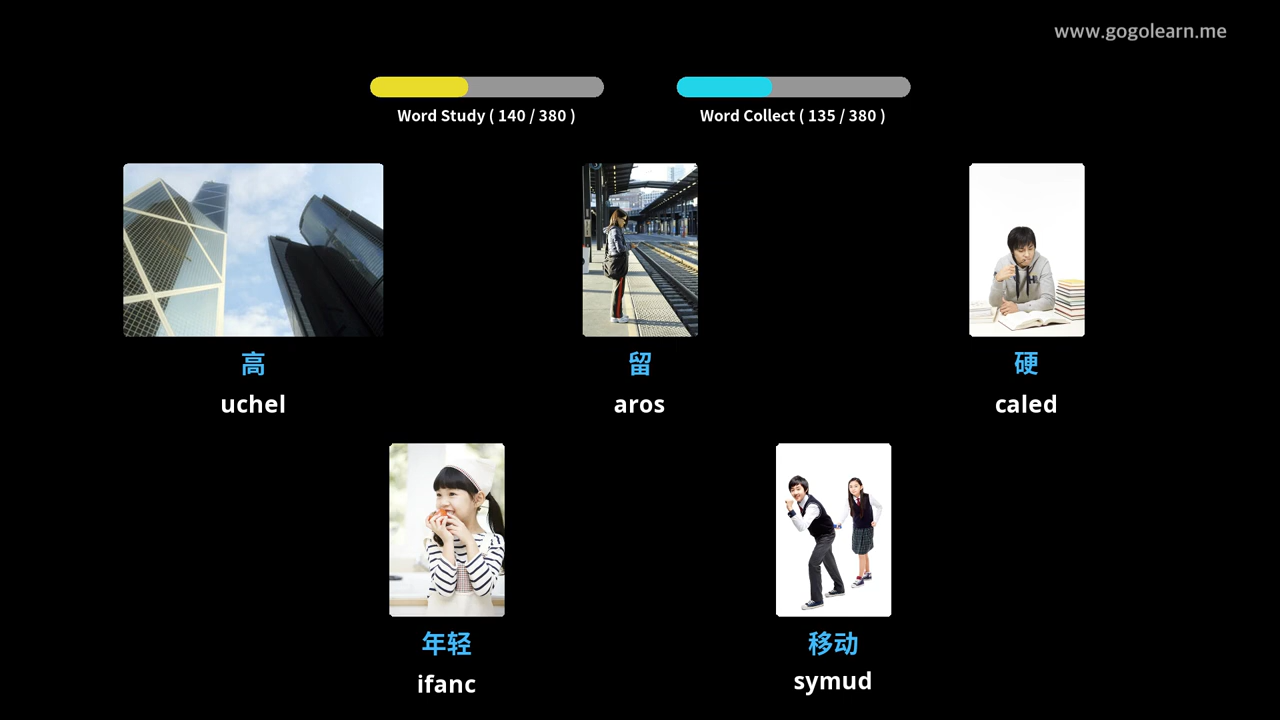 www.gogolearn.me
Word Study ( 140 / 380 )
Word Collect ( 135 / 380 )
高
留
硬
uchel
aros
caled
年轻
移动
ifanc
symud